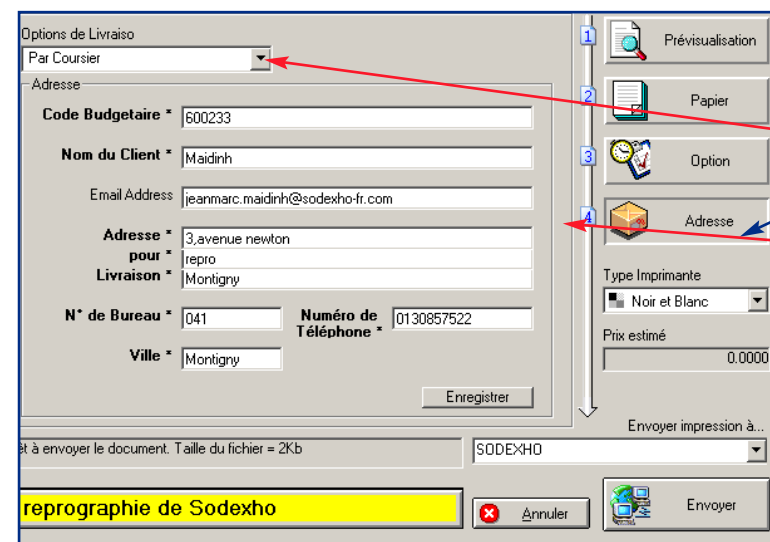 Options de Livraiso
Par Coursier
Adresse
Code Budgetaire * 600233
Nom du Client * Maidinh
Email Address jeanmarc.maidinh@sodexho-fr.com
Adresse * 3,avenue newton
pour * repro
Livraison * Montigny
N° de Bureau * 041
Numéro de Téléphone * 0130857522
Ville * Montigny
Enregistrer
1 Prévisualisation
2 Papier
3 Option
4 Adresse
Type Imprimante
Noir et Blanc
Prix estimé
0.0000
Envoyer impression à...
êt à envoyer le document. Taille du fichier = 2Kb
SODEXHO
reprographie de Sodexho
Annuler
Envoyer